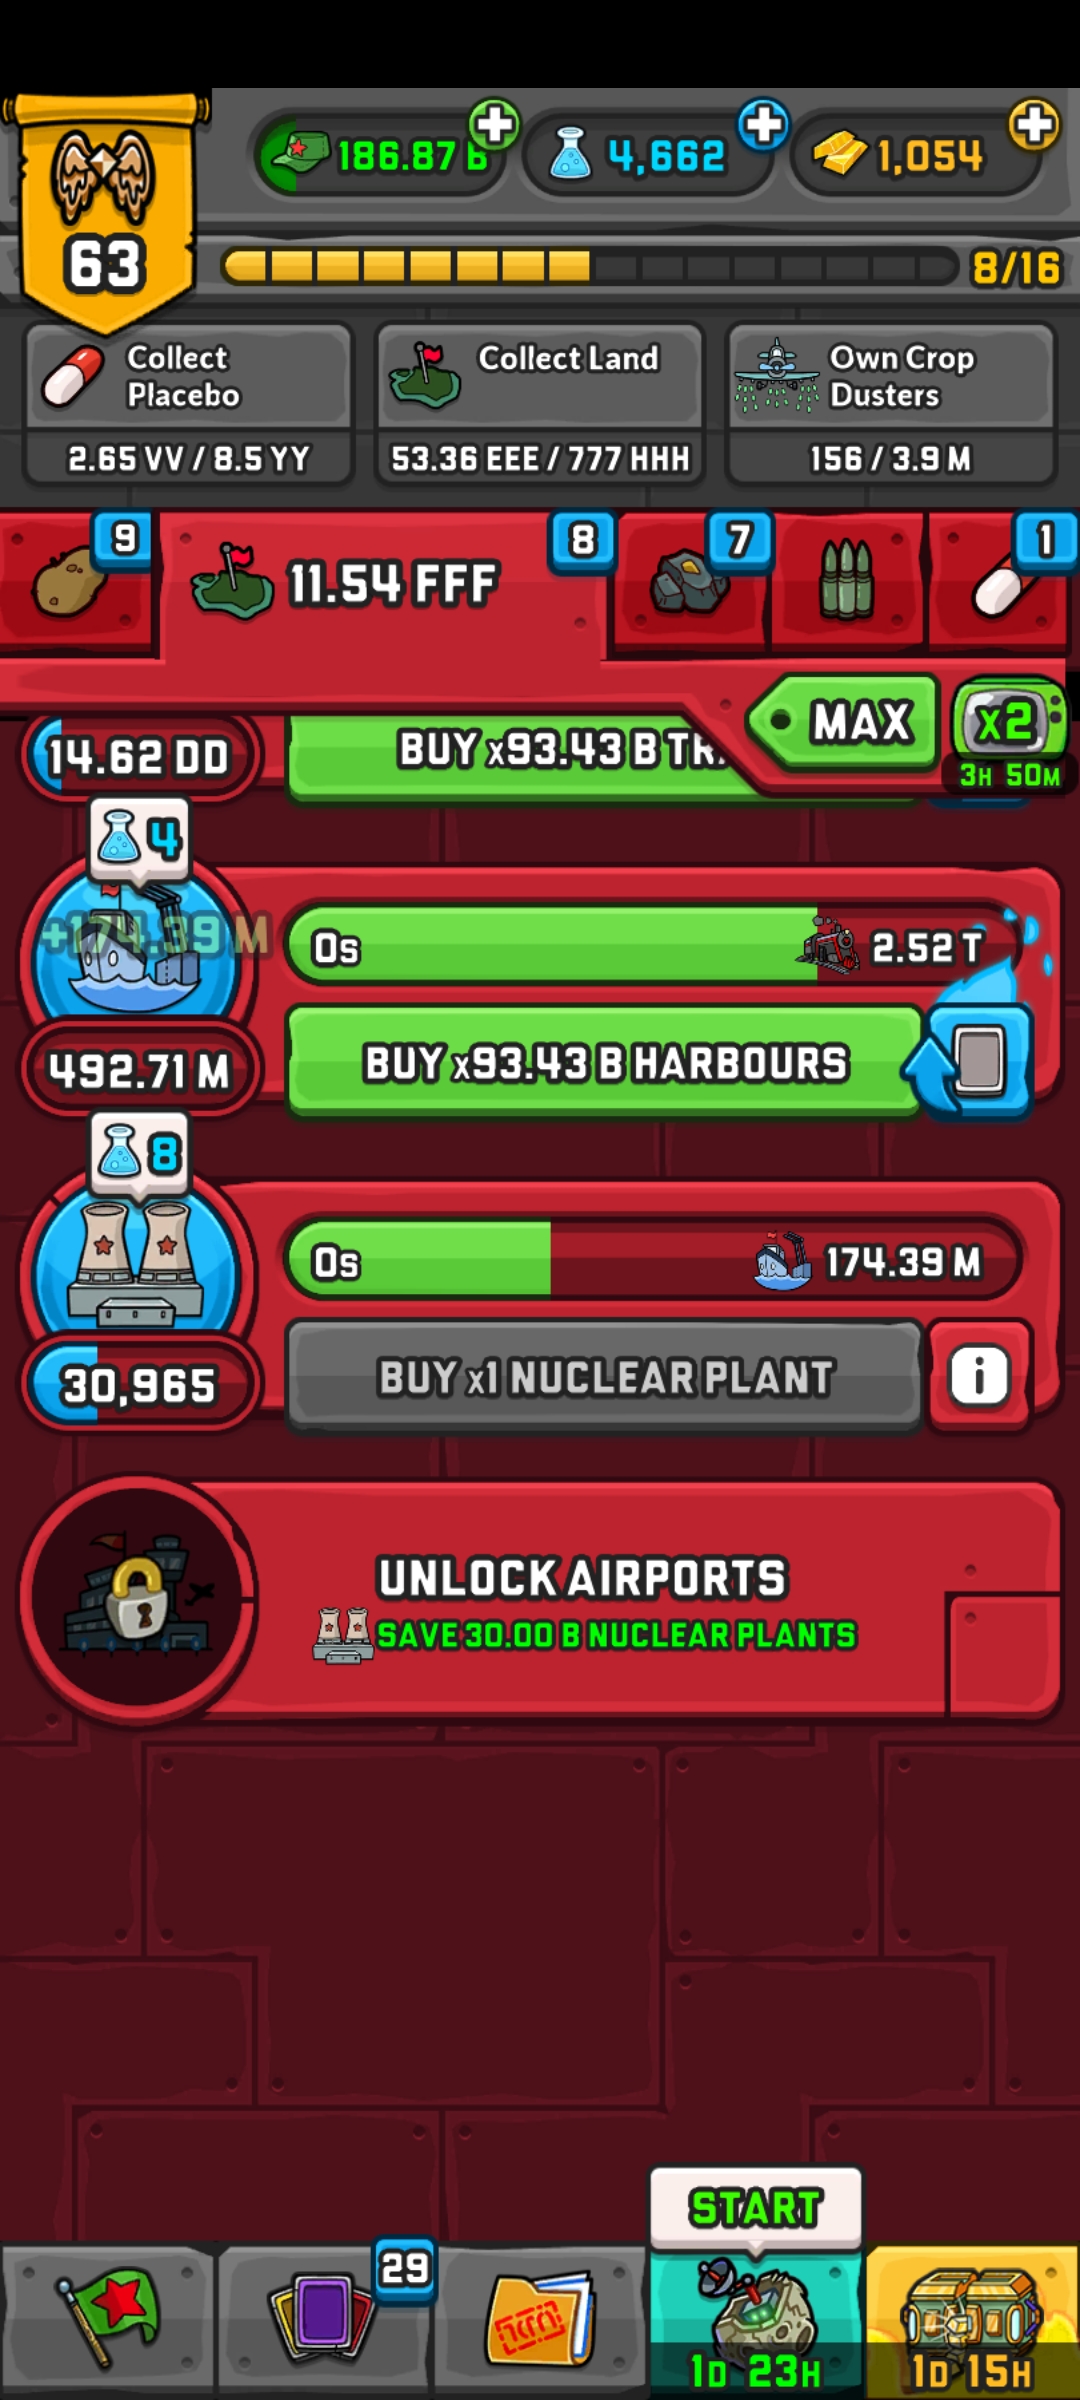 63
186.87 B
4,662
1,054
8/16
Collect Placebo
2.65 VV / 8.5 YY
Collect Land
53.36 EEE / 777 HHH
Own Crop Dusters
156 / 3.9 M
9
11.54 FFF
8
7
1
MAX
x2
3H 50M
14.62 DD
BUY x93.43 B TR
4
+174.39 M
0s
2.52 T
492.71 M
BUY x93.43 B HARBOURS
8
0s
174.39 M
30,965
BUY x1 NUCLEAR PLANT
i
UNLOCK AIRPORTS
SAVE 30.00 B NUCLEAR PLANTS
START
29
1D 23H
1D 15H